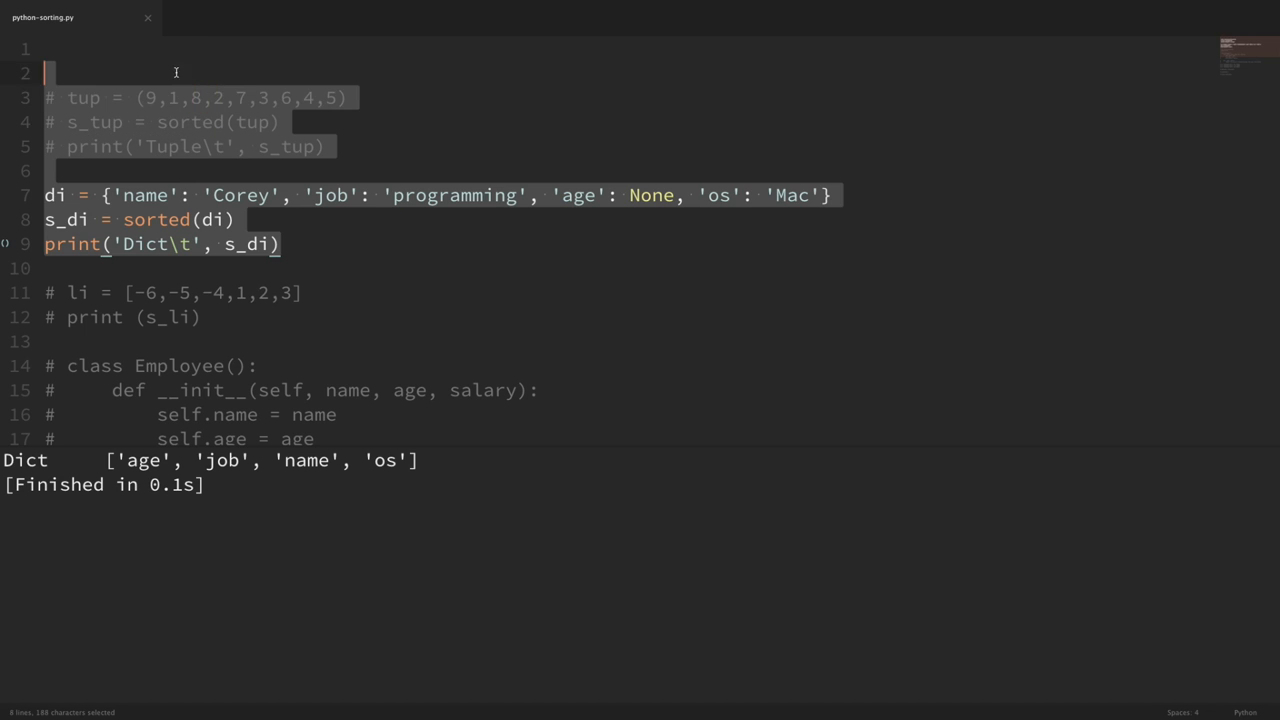 python-sorting.py ×
1
2
3 # tup = (9,1,8,2,7,3,6,4,5)
4 # s_tup = sorted(tup)
5 # print('Tuple\t', s_tup)
6
7 di = {'name': 'Corey', 'job': 'programming', 'age': None, 'os': 'Mac'}
8 s_di = sorted(di)
() 9 print('Dict\t', s_di)
10
11 # li = [-6,-5,-4,1,2,3]
12 # print (s_li)
13
14 # class Employee():
15 #     def __init__(self, name, age, salary):
16 #         self.name = name
17 #         self.age = age
Dict     ['age', 'job', 'name', 'os']
[Finished in 0.1s]
8 lines, 188 characters selected Spaces: 4 Python